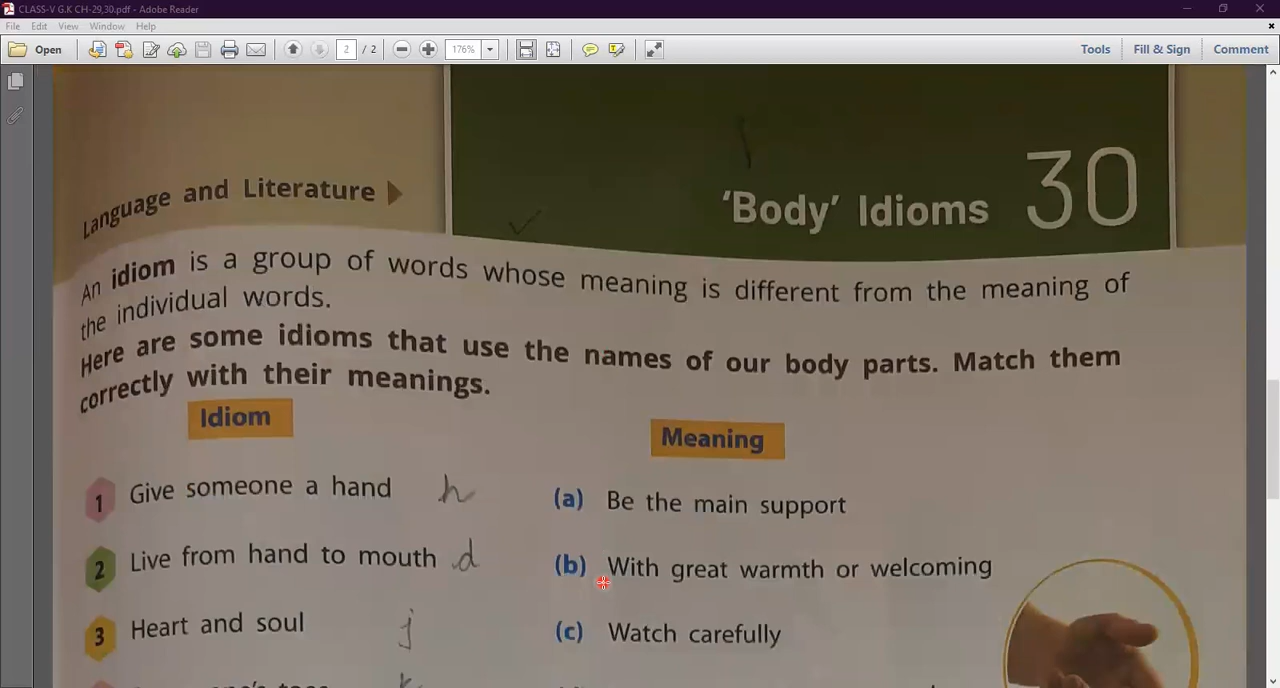 CLASS-V G.K CH-29,30.pdf - Adobe Reader
File Edit View Window Help
Open 2 / 2 176% Tools Fill & Sign Comment
Language and Literature
'Body' Idioms 30
An idiom is a group of words whose meaning is different from the meaning of
the individual words.
Here are some idioms that use the names of our body parts. Match them
correctly with their meanings.
Idiom Meaning
1 Give someone a hand h (a) Be the main support
2 Live from hand to mouth d (b) With great warmth or welcoming
3 Heart and soul j (c) Watch carefully